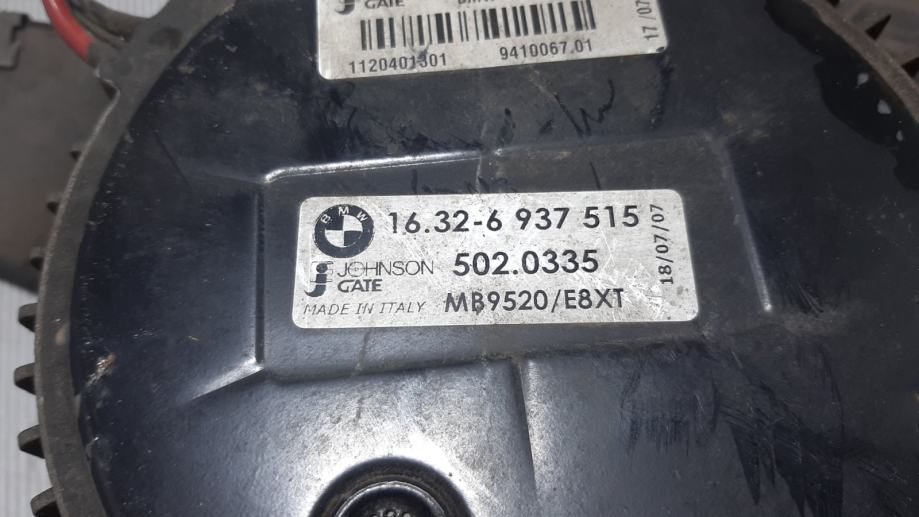 GATE
17/07
1120401301 9410067.01
BMW 16.32-6 937 515
JOHNSON 502.0335
GATE
MADE IN ITALY MB9520/E8XT
18/07/07